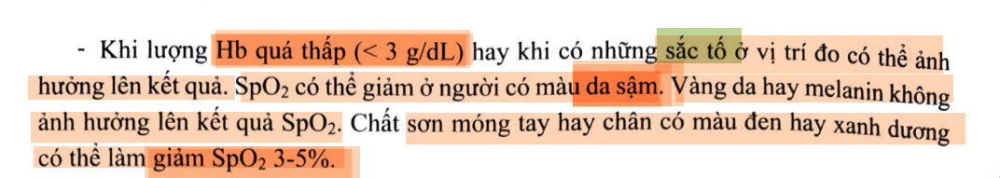 - Khi lượng Hb quá thấp (< 3 g/dL) hay khi có những sắc tố ở vị trí đo có thể ảnh
hưởng lên kết quả. SpO₂ có thể giảm ở người có màu da sậm. Vàng da hay melanin không
ảnh hưởng lên kết quả SpO₂. Chất sơn móng tay hay chân có màu đen hay xanh dương
có thể làm giảm SpO₂ 3-5%.